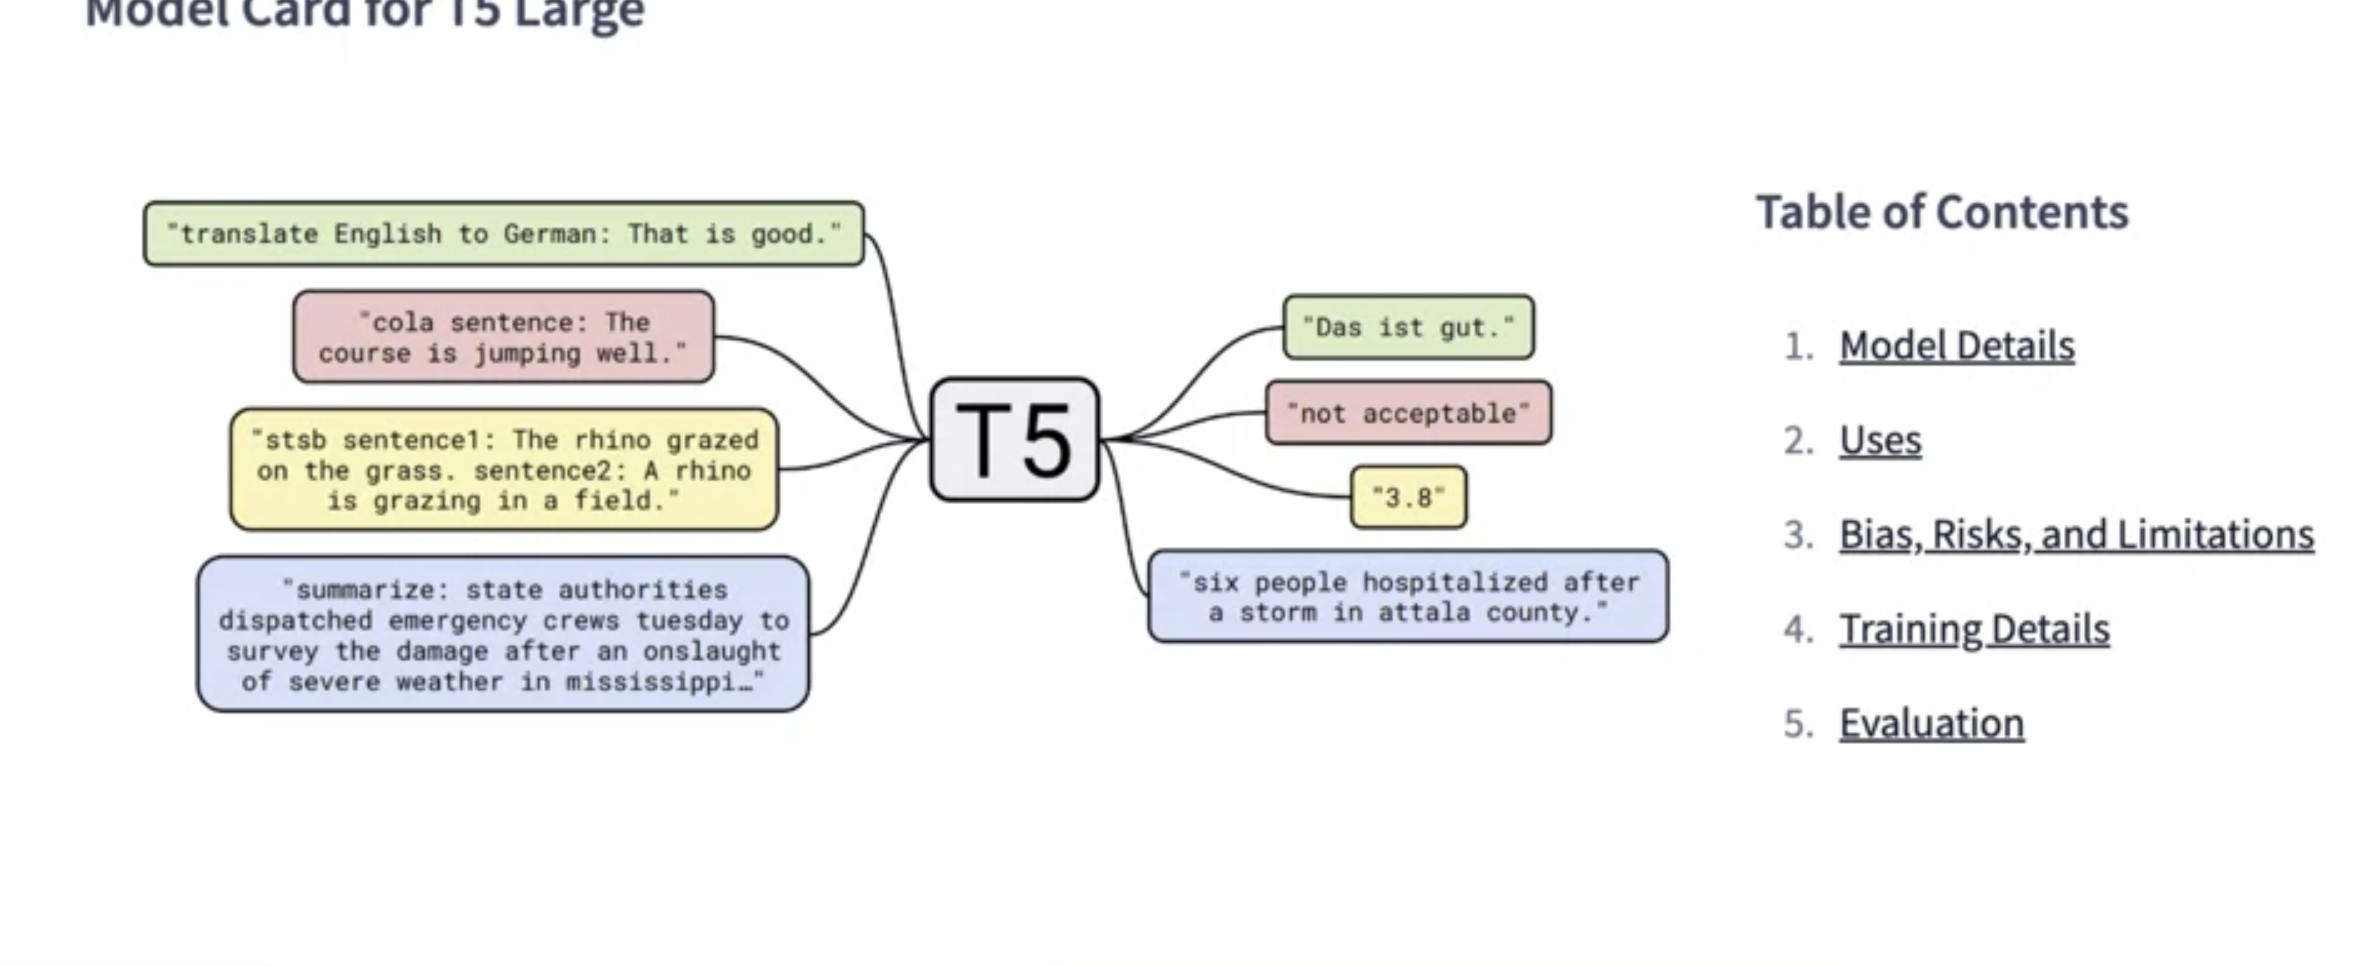 Model Card for T5 Large
"translate English to German: That is good."
"cola sentence: The
course is jumping well."
"stsb sentence1: The rhino grazed
on the grass. sentence2: A rhino
is grazing in a field."
"summarize: state authorities
dispatched emergency crews tuesday to
survey the damage after an onslaught
of severe weather in mississippi…"
T5
"Das ist gut."
"not acceptable"
"3.8"
"six people hospitalized after
a storm in attala county."
Table of Contents
1. Model Details
2. Uses
3. Bias, Risks, and Limitations
4. Training Details
5. Evaluation